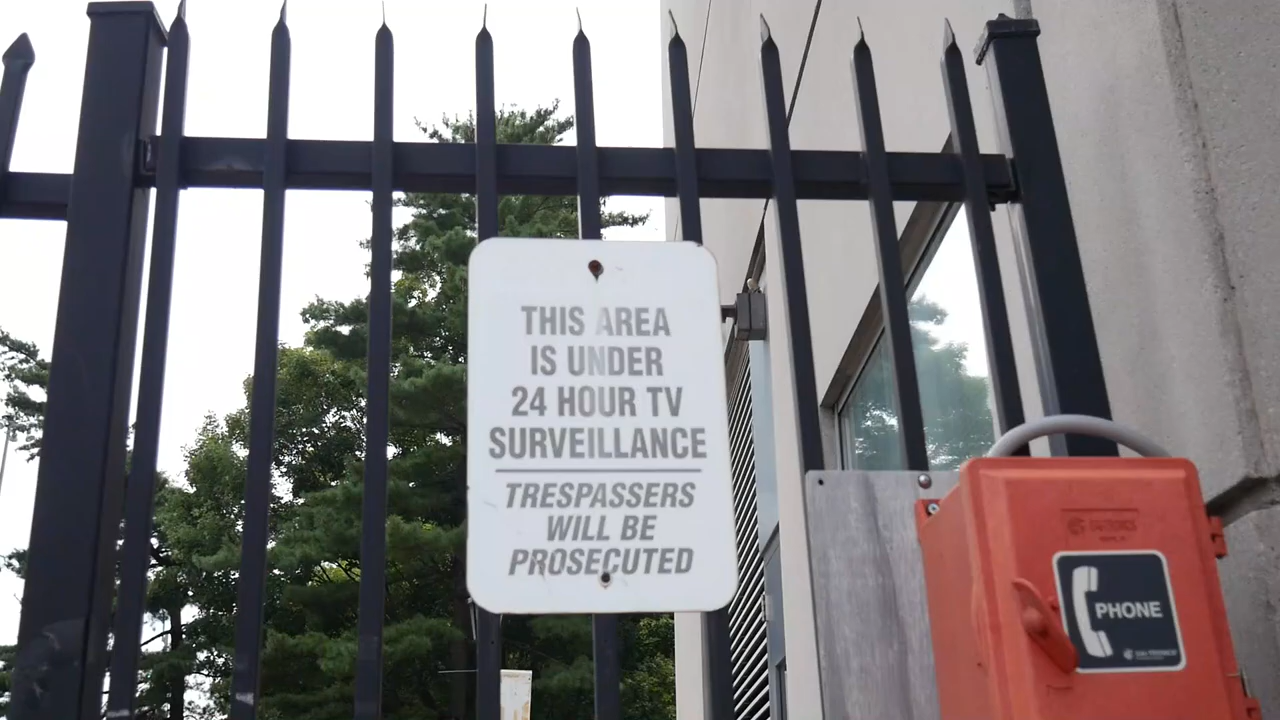 THIS AREA
IS UNDER
24 HOUR TV
SURVEILLANCE
TRESPASSERS
WILL BE
PROSECUTED
PHONE